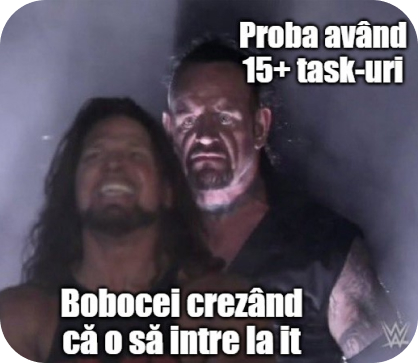 Proba având
15+ task-uri
Bobocei crezând
că o să intre la it